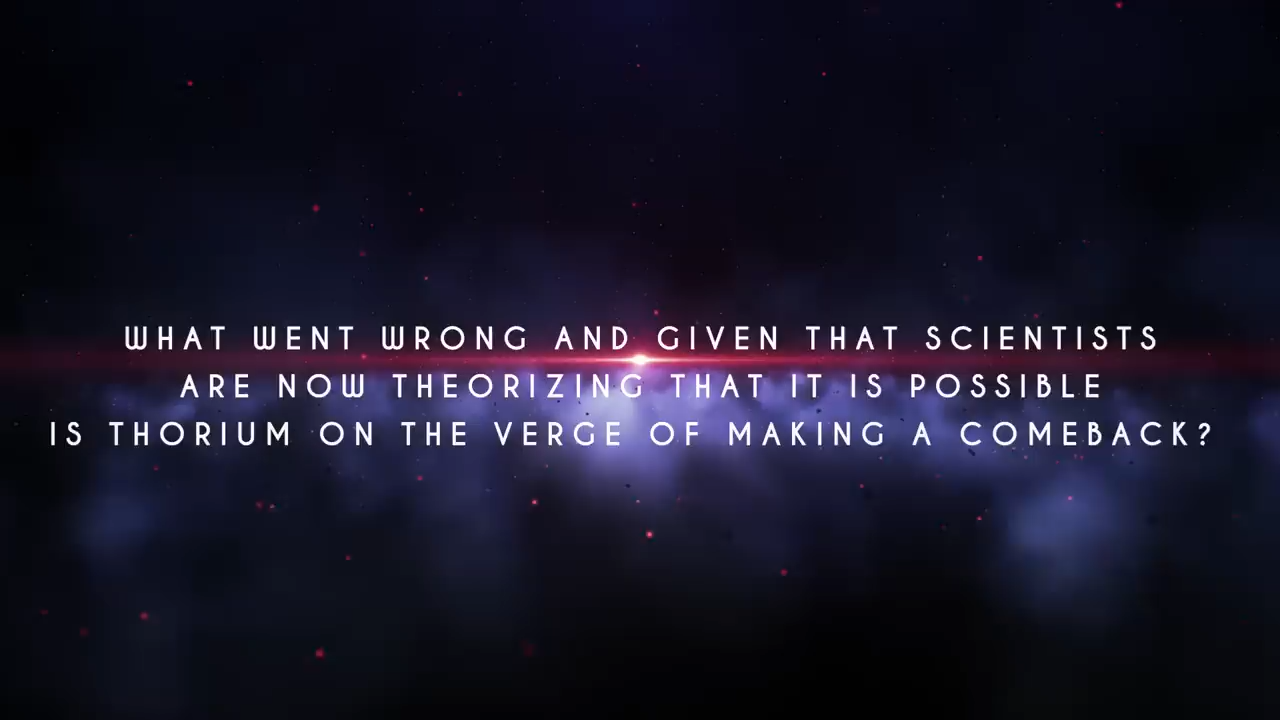 WHAT WENT WRONG AND GIVEN THAT SCIENTISTS
ARE NOW THEORIZING THAT IT IS POSSIBLE
IS THORIUM ON THE VERGE OF MAKING A COMEBACK?